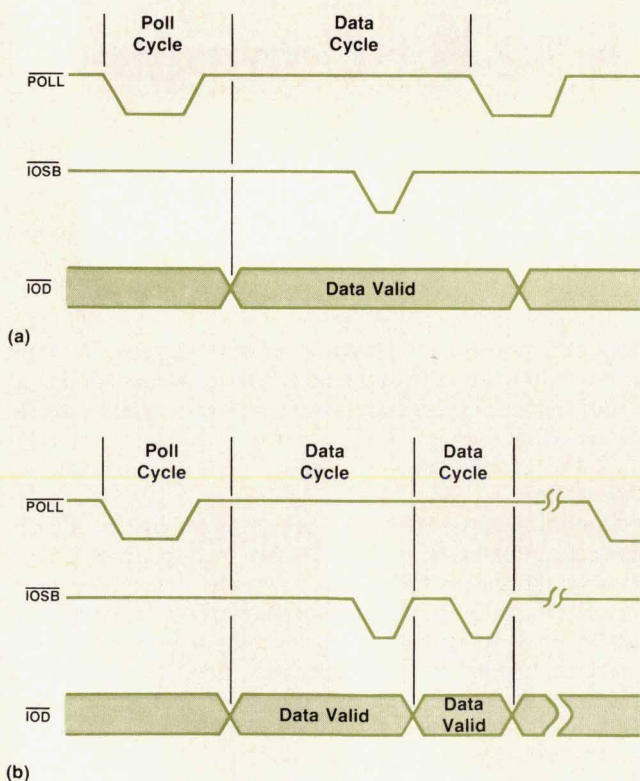 Poll Cycle
Data Cycle
POLL
IOSB
IOD
Data Valid
(a)
Poll Cycle
Data Cycle
Data Cycle
POLL
IOSB
IOD
Data Valid
Data Valid
(b)